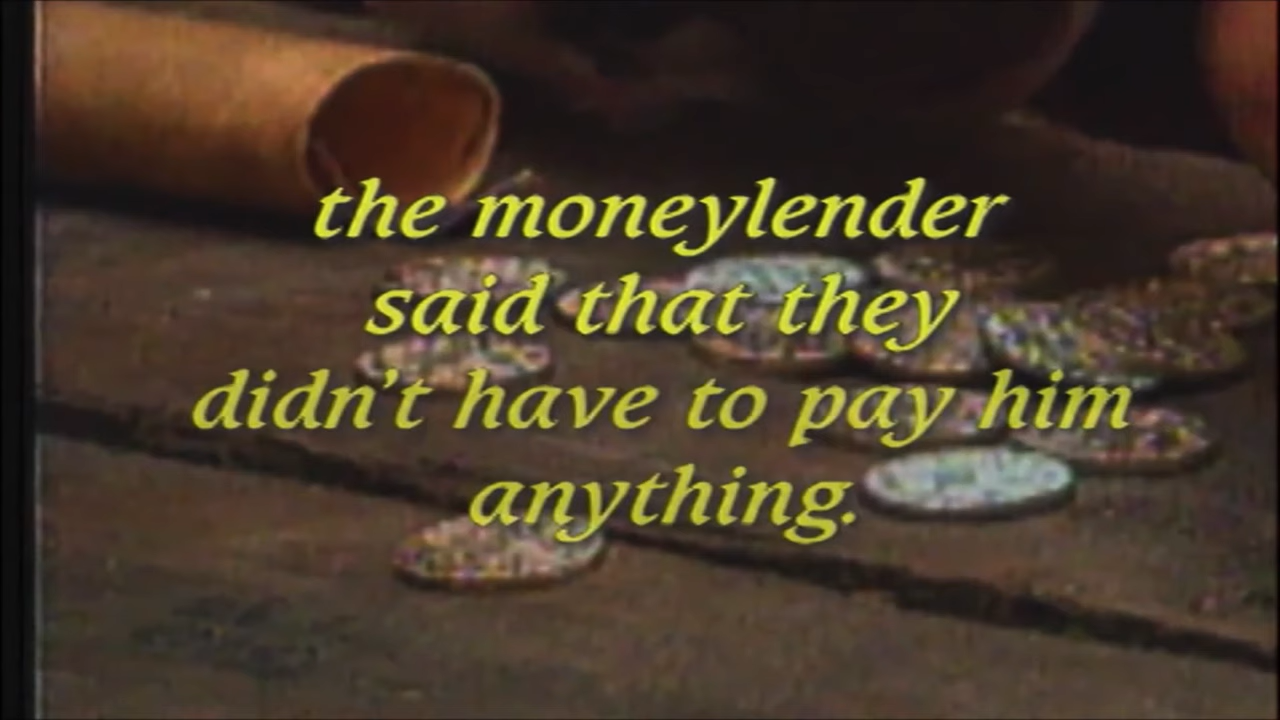 the moneylender
said that they
didn't have to pay him
anything.